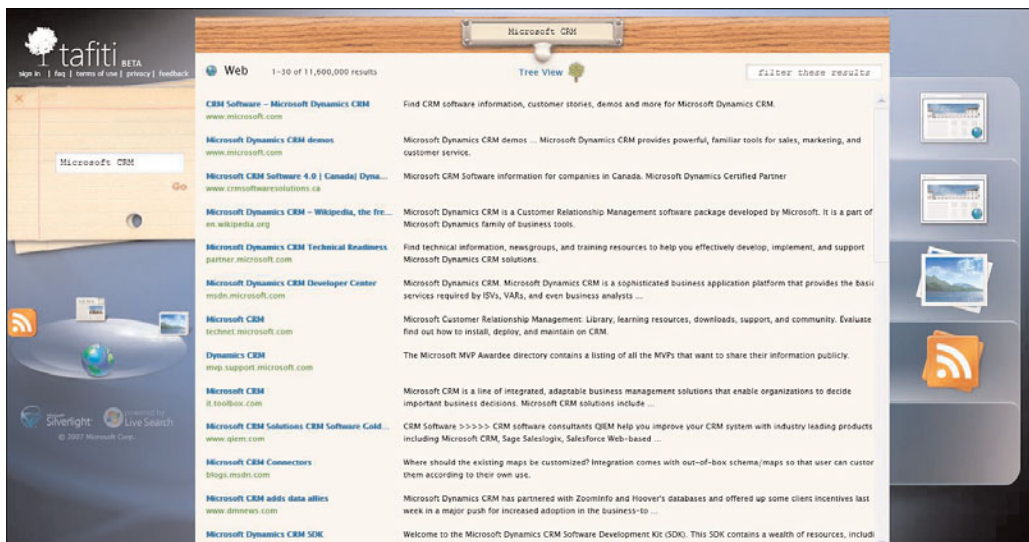 tafiti BETA
sign in | faq | terms of use | privacy | feedback
Microsoft CRM
Go
Microsoft Silverlight
powered by Live Search
© 2007 Microsoft Corp.
Microsoft CRM
Web 1-30 of 11,600,000 results Tree View filter these results
CRM Software – Microsoft Dynamics CRM Find CRM software information, customer stories, demos and more for Microsoft Dynamics CRM.
www.microsoft.com
Microsoft Dynamics CRM demos Microsoft Dynamics CRM demos ... Microsoft Dynamics CRM provides powerful, familiar tools for sales, marketing, and
www.microsoft.com customer service.
Microsoft CRM Software 4.0 | Canada| Dyna... Microsoft CRM Software information for companies in Canada. Microsoft Dynamics Certified Partner
www.crmsoftwaresolutions.ca
Microsoft Dynamics CRM – Wikipedia, the fre... Microsoft Dynamics CRM is a Customer Relationship Management software package developed by Microsoft. It is a part of
en.wikipedia.org Microsoft Dynamics family of business tools.
Microsoft Dynamics CRM Technical Readiness Find technical information, newsgroups, and training resources to help you effectively develop, implement, and support
partner.microsoft.com Microsoft Dynamics CRM solutions.
Microsoft Dynamics CRM Developer Center Microsoft Dynamics CRM. Microsoft Dynamics CRM is a sophisticated business application platform that provides the basic
msdn.microsoft.com services required by ISVs, VARs, and even business analysts ...
Microsoft CRM Microsoft Customer Relationship Management: Library, learning resources, downloads, support, and community. Evaluate
technet.microsoft.com find out how to install, deploy, and maintain on CRM.
Dynamics CRM The Microsoft MVP Awardee directory contains a listing of all the MVPs that want to share their information publicly.
mvp.support.microsoft.com
Microsoft CRM Microsoft CRM is a line of integrated, adaptable business management solutions that enable organizations to decide
it.toolbox.com important business decisions. Microsoft CRM solutions include ...
Microsoft CRM Solutions CRM Software Gold... CRM Software >>>>> CRM software consultants QIEM help you improve your CRM system with industry leading products
www.qiem.com including Microsoft CRM, Sage Saleslogix, Salesforce Web-based ...
Microsoft CRM Connectors Where should the existing maps be customized? Integration comes with out-of-box schema/maps so that user can custom
blogs.msdn.com them according to their own use.
Microsoft CRM adds data allies Microsoft Dynamics CRM has partnered with ZoomInfo and Hoover's databases and offered up some client incentives last
www.dmnews.com week in a major push for increased adoption in the business-to ...
Microsoft Dynamics CRM SDK Welcome to the Microsoft Dynamics CRM Software Development Kit (SDK). This SDK contains a wealth of resources, includi